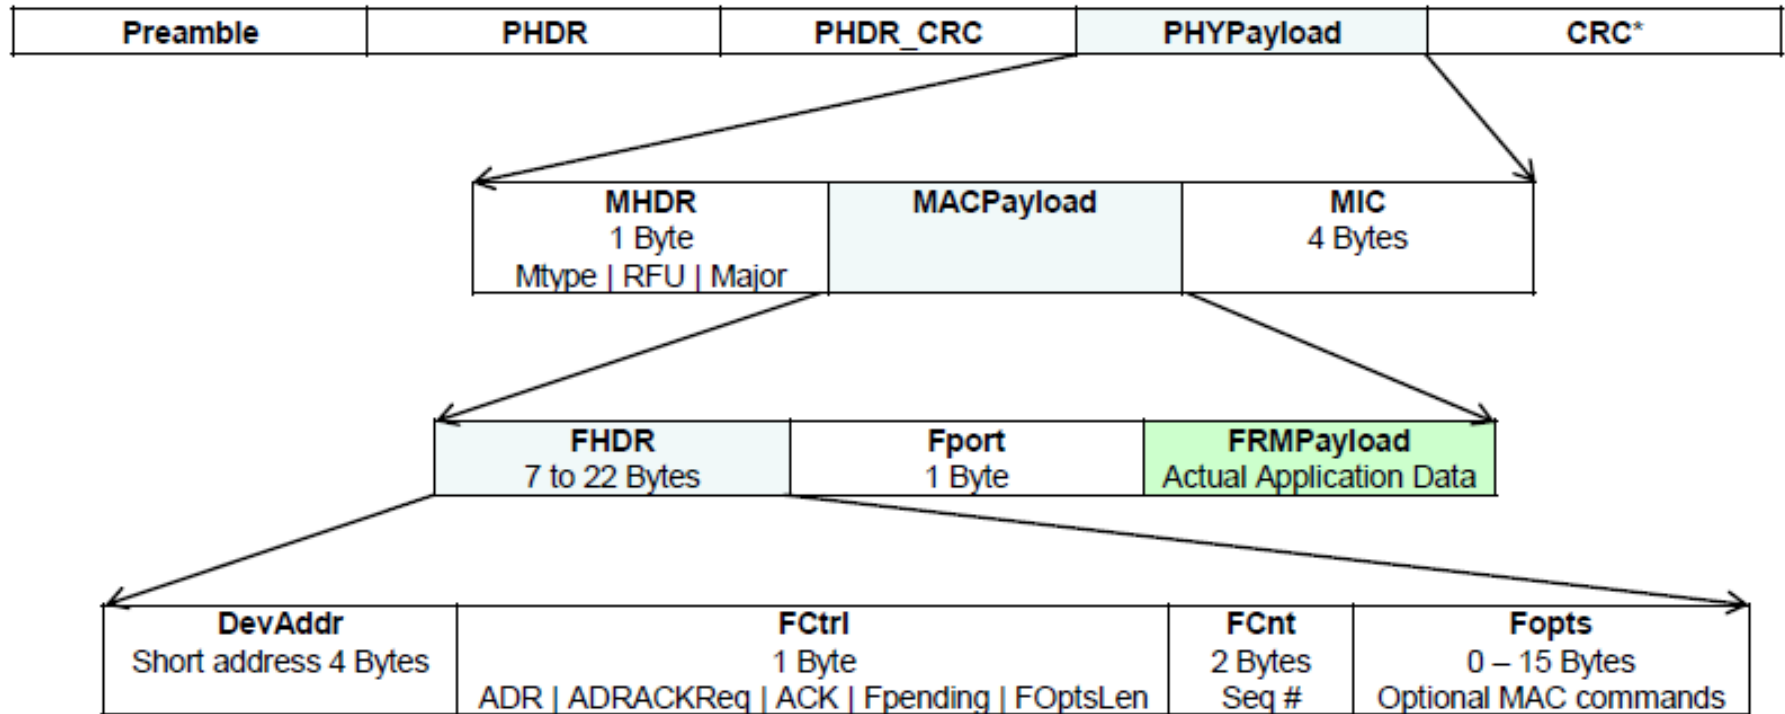 Preamble PHDR PHDR_CRC PHYPayload CRC*
MHDR MACPayload MIC
1 Byte 4 Bytes
Mtype | RFU | Major
FHDR Fport FRMPayload
7 to 22 Bytes 1 Byte Actual Application Data
DevAddr FCtrl FCnt Fopts
Short address 4 Bytes 1 Byte 2 Bytes 0 – 15 Bytes
ADR | ADRACKReq | ACK | Fpending | FOptsLen Seq # Optional MAC commands